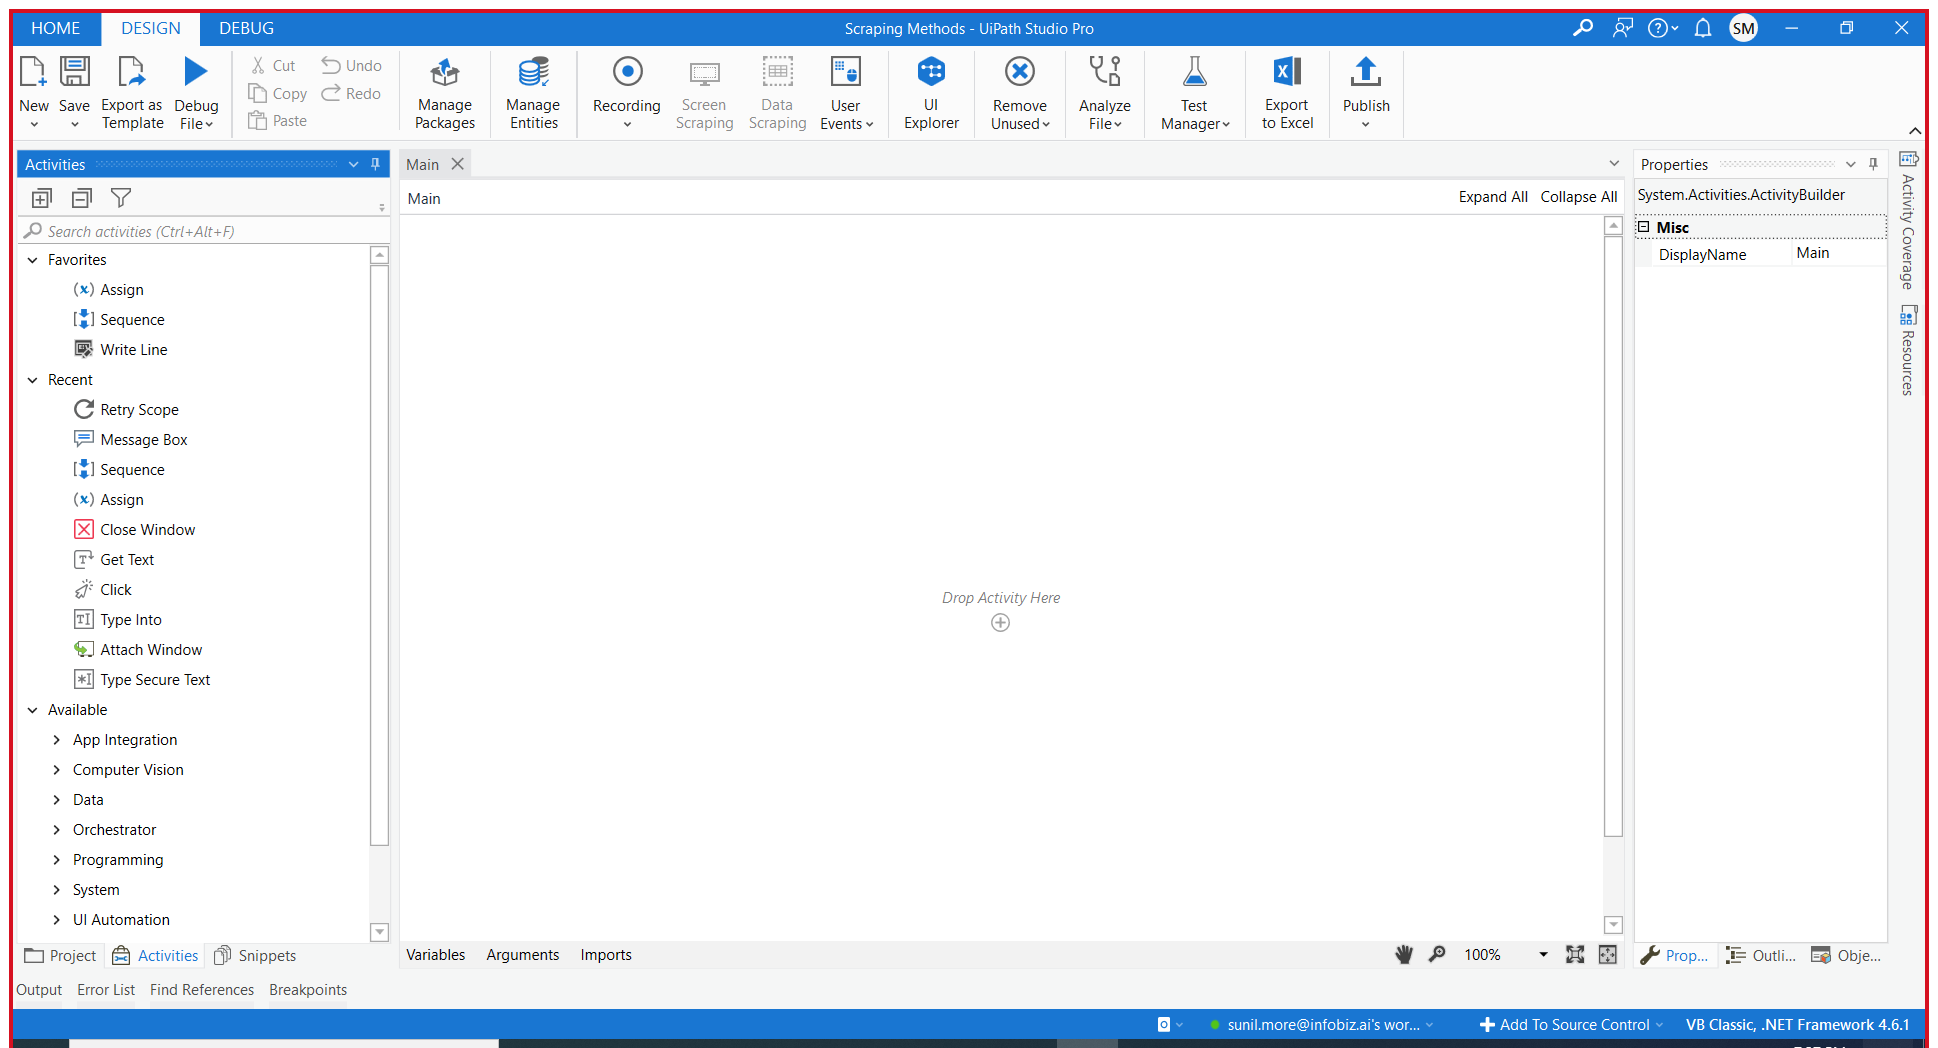 HOME DESIGN DEBUG Scraping Methods - UiPath Studio Pro SM
New Save Export as Template Debug File
Cut Undo
Copy Redo
Paste
Manage Packages Manage Entities Recording Screen Scraping Data Scraping User Events UI Explorer Remove Unused Analyze File Test Manager Export to Excel Publish
Activities
Search activities (Ctrl+Alt+F)
Favorites
Assign
Sequence
Write Line
Recent
Retry Scope
Message Box
Sequence
Assign
Close Window
Get Text
Click
Type Into
Attach Window
Type Secure Text
Available
App Integration
Computer Vision
Data
Orchestrator
Programming
System
UI Automation
Project Activities Snippets
Main
Main Expand All Collapse All
Drop Activity Here
Variables Arguments Imports 100%
Properties
System.Activities.ActivityBuilder
Misc
DisplayName Main
Prop... Outli... Obje...
Activity Coverage
Resources
Output Error List Find References Breakpoints
sunil.more@infobiz.ai's wor... Add To Source Control VB Classic, .NET Framework 4.6.1